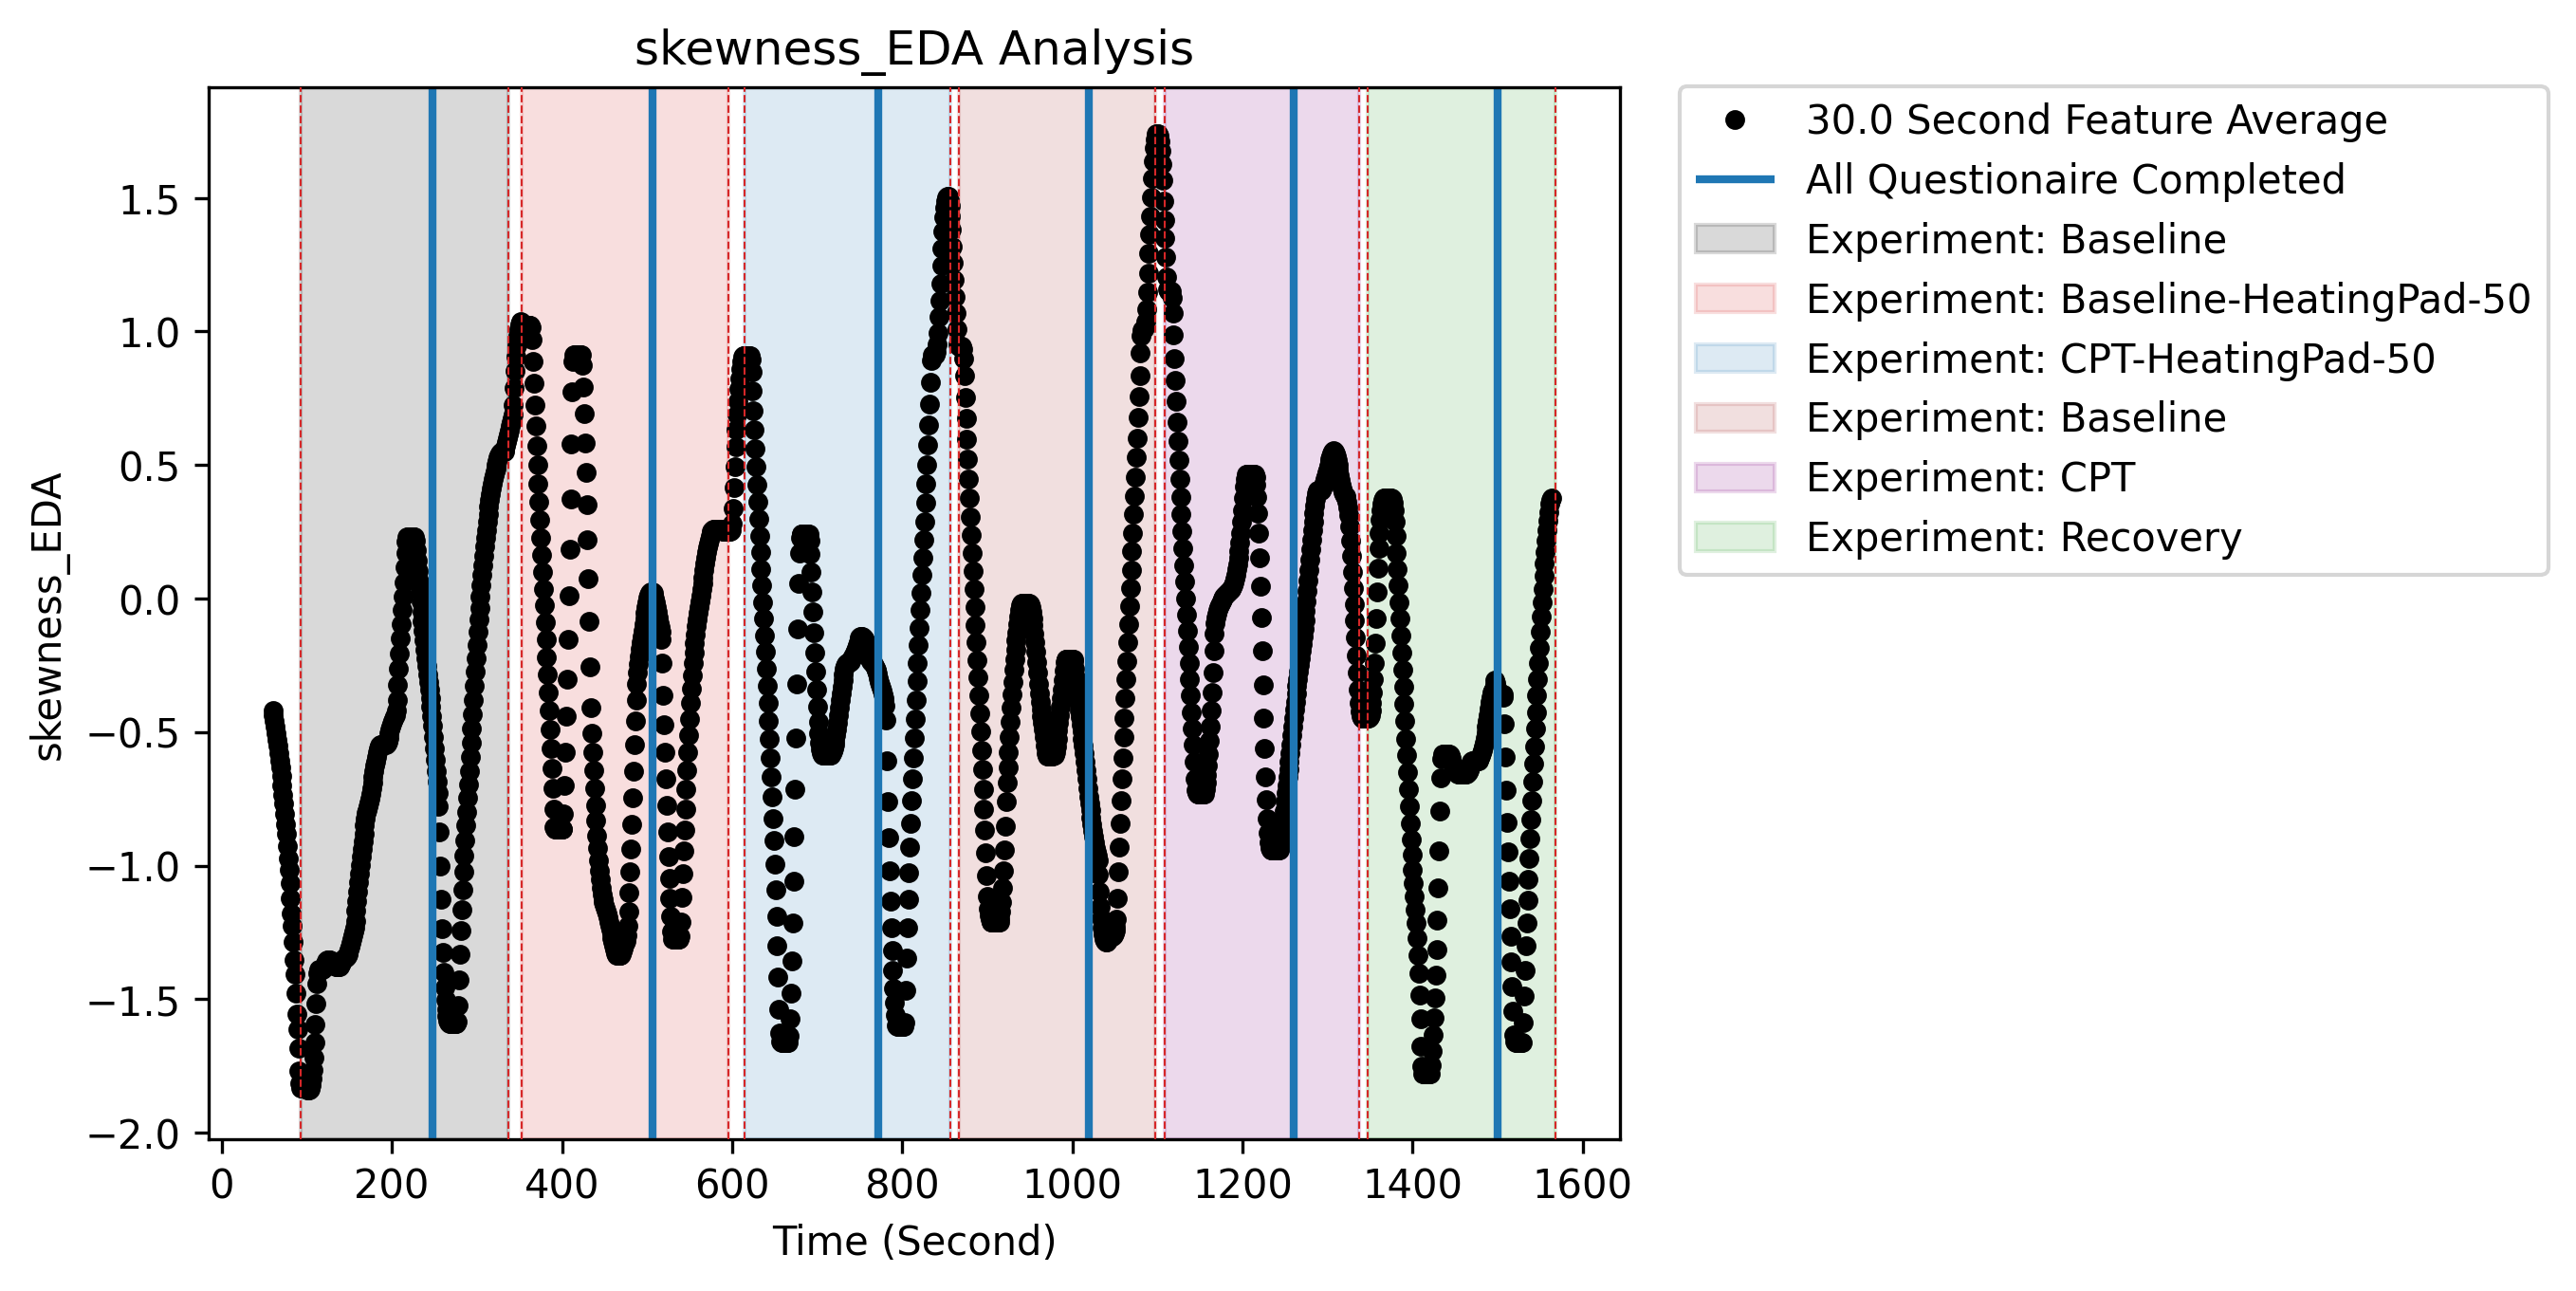 skewness_EDA Analysis
skewness_EDA
1.5
1.0
0.5
0.0
−0.5
−1.0
−1.5
−2.0
0 200 400 600 800 1000 1200 1400 1600
Time (Second)
30.0 Second Feature Average
All Questionaire Completed
Experiment: Baseline
Experiment: Baseline-HeatingPad-50
Experiment: CPT-HeatingPad-50
Experiment: Baseline
Experiment: CPT
Experiment: Recovery